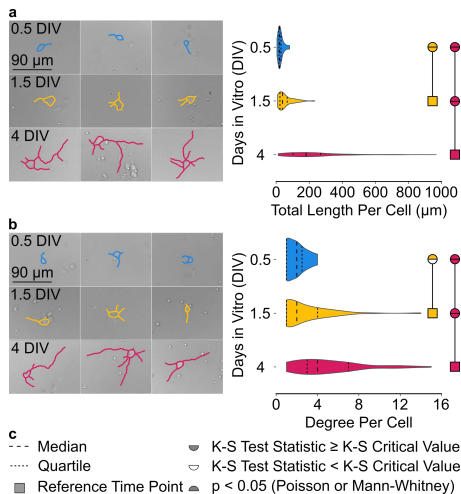 a
0.5 DIV
90 μm
1.5 DIV
4 DIV
Days in Vitro (DIV)
0.5
1.5
4
0 200 400 600 800 1000
Total Length Per Cell (μm)
b
0.5 DIV
90 μm
1.5 DIV
4 DIV
Days in Vitro (DIV)
0.5
1.5
4
0 4 8 12 16
Degree Per Cell
c
Median
Quartile
Reference Time Point
K-S Test Statistic ≥ K-S Critical Value
K-S Test Statistic < K-S Critical Value
p < 0.05 (Poisson or Mann-Whitney)